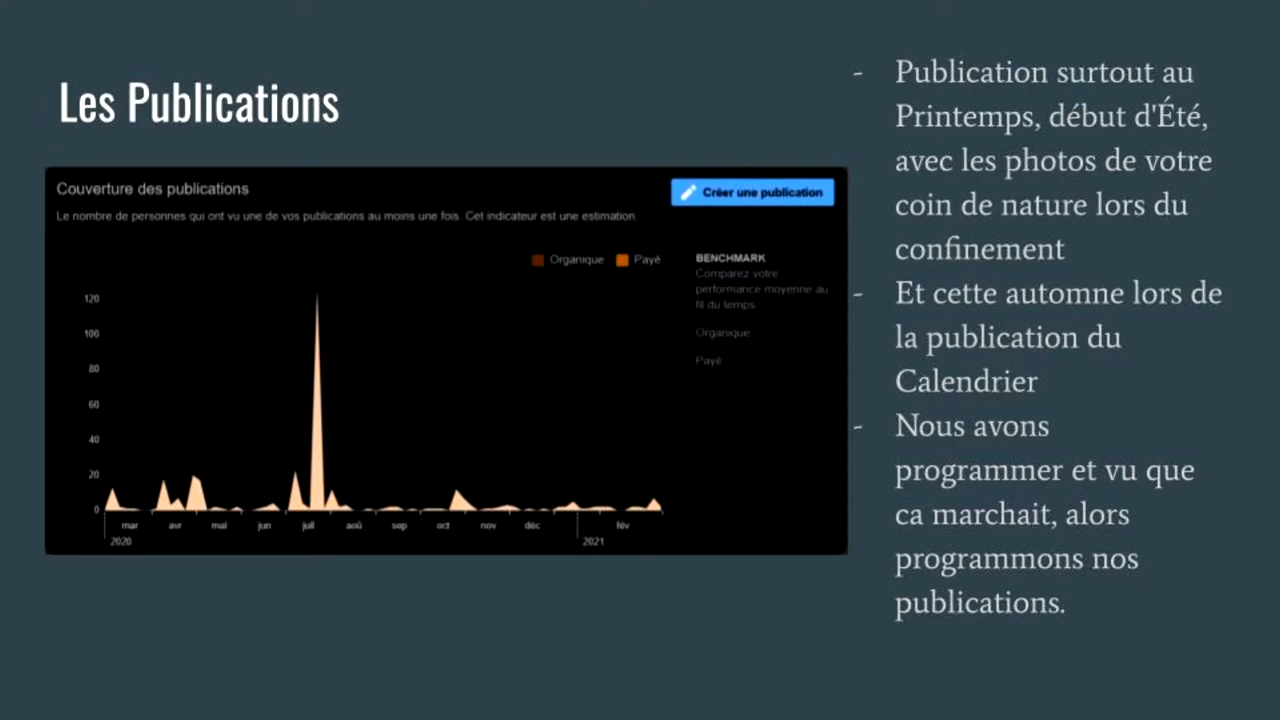 Les Publications
Couverture des publications
Créer une publication
Le nombre de personnes qui ont vu une de vos publications au moins une fois. Cet indicateur est une estimation.
Organique
Payé
BENCHMARK
Comparez votre
performance moyenne au
fil du temps.
Organique
Payé
120
100
80
60
40
20
0
mar
avr
mai
jun
juil
aoû
sep
oct
nov
déc
fév
2020
2021
- Publication surtout au
Printemps, début d'Été,
avec les photos de votre
coin de nature lors du
confinement
- Et cette automne lors de
la publication du
Calendrier
- Nous avons
programmer et vu que
ca marchait, alors
programmons nos
publications.